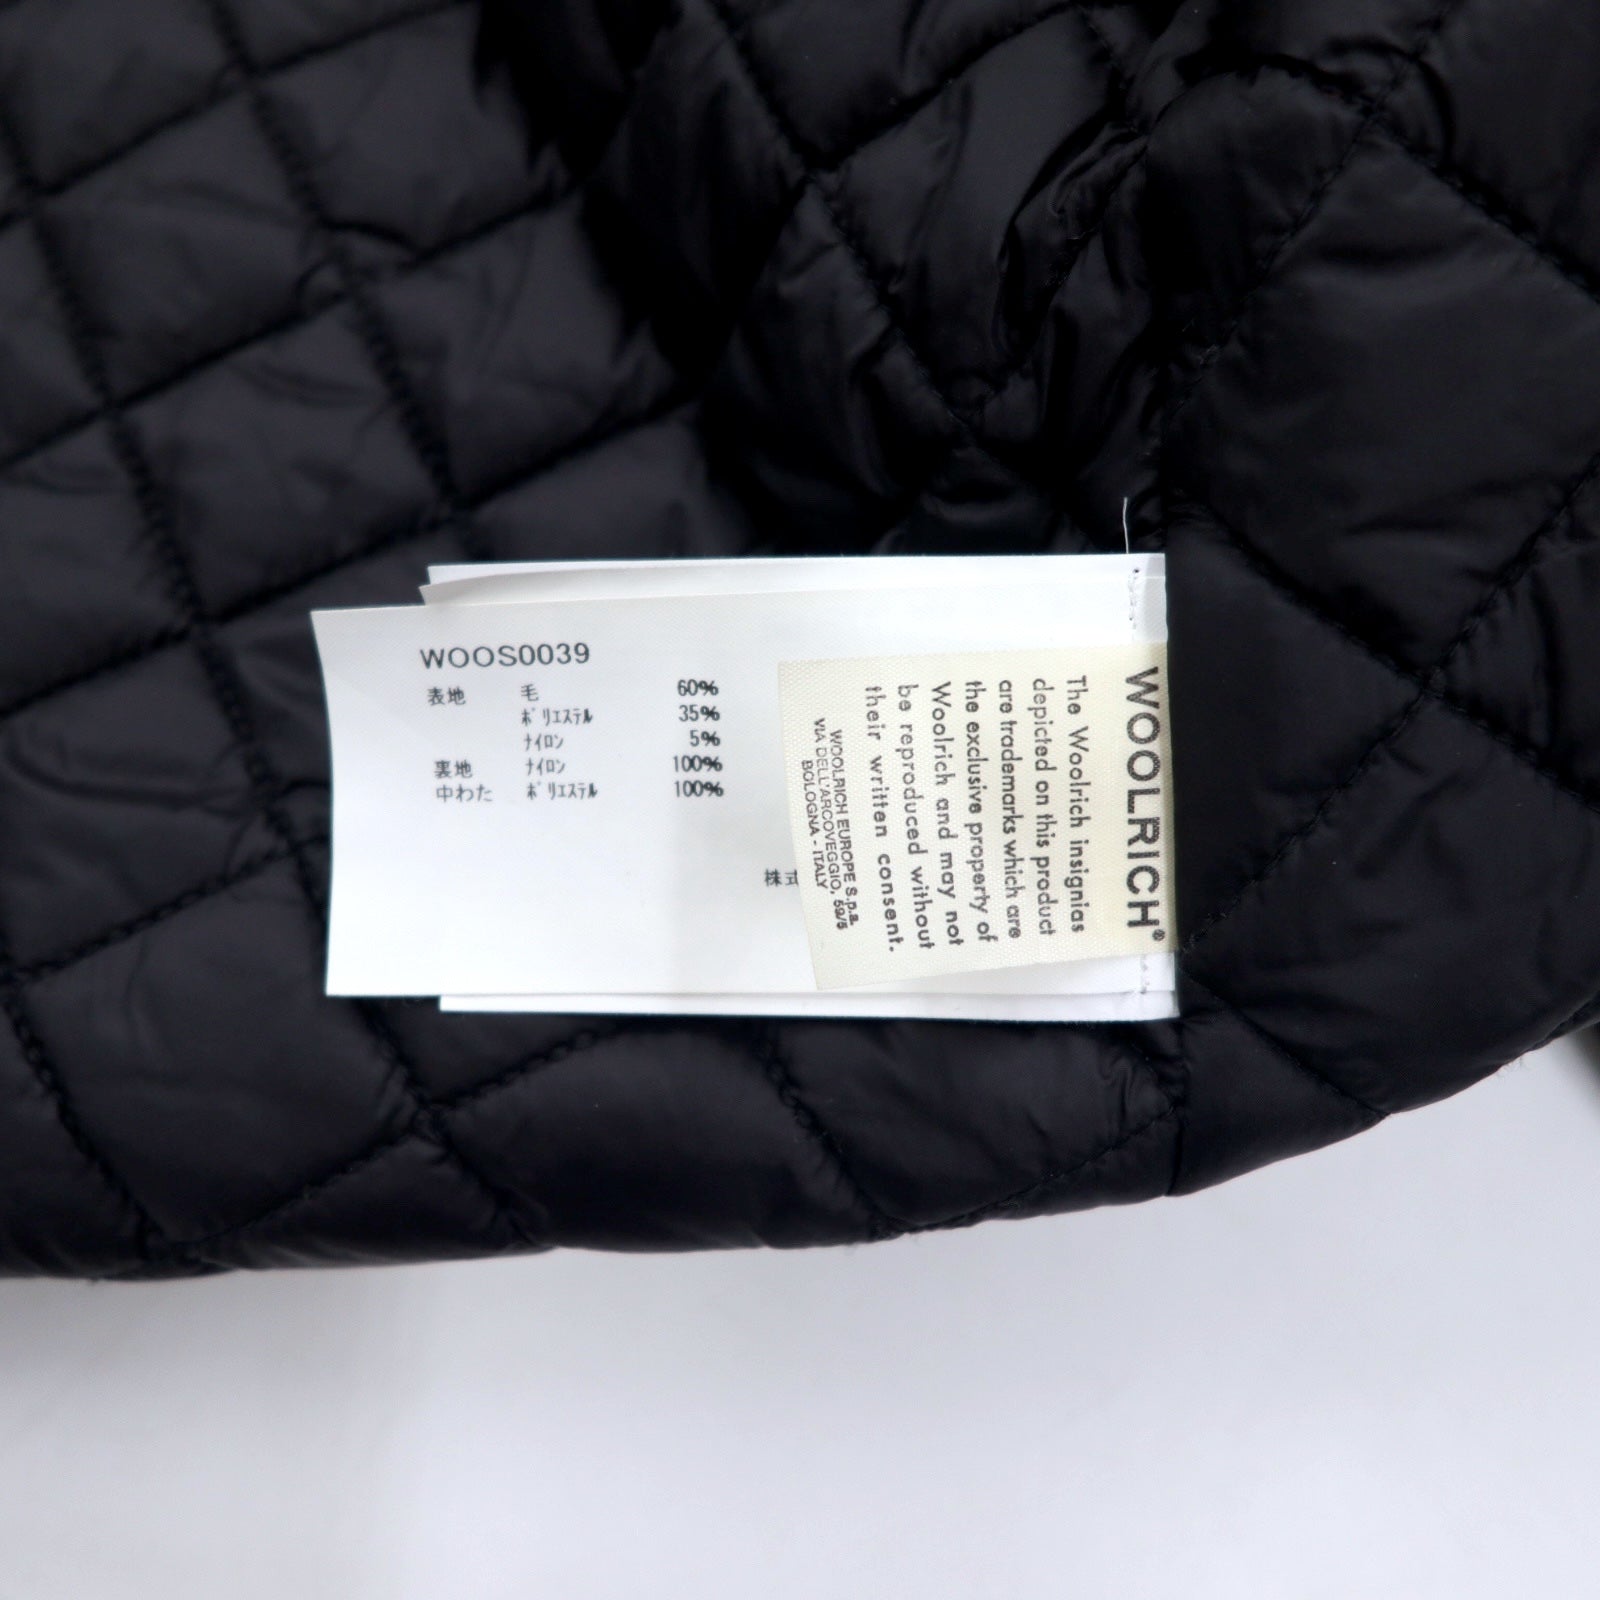 WOOS0039
表地 毛 60%
ﾎﾟﾘｴｽﾃﾙ 35%
ﾅｲﾛﾝ 5%
裏地 ﾅｲﾛﾝ 100%
中わた ﾎﾟﾘｴｽﾃﾙ 100%
株式
WOOLRICH®
The Woolrich insignias
depicted on this product
are trademarks which are
the exclusive property of
Woolrich and may not
be reproduced without
their written consent.
WOOLRICH EUROPE S.p.a.
VIA DELL'ARCOVEGGIO, 59/5
BOLOGNA - ITALY